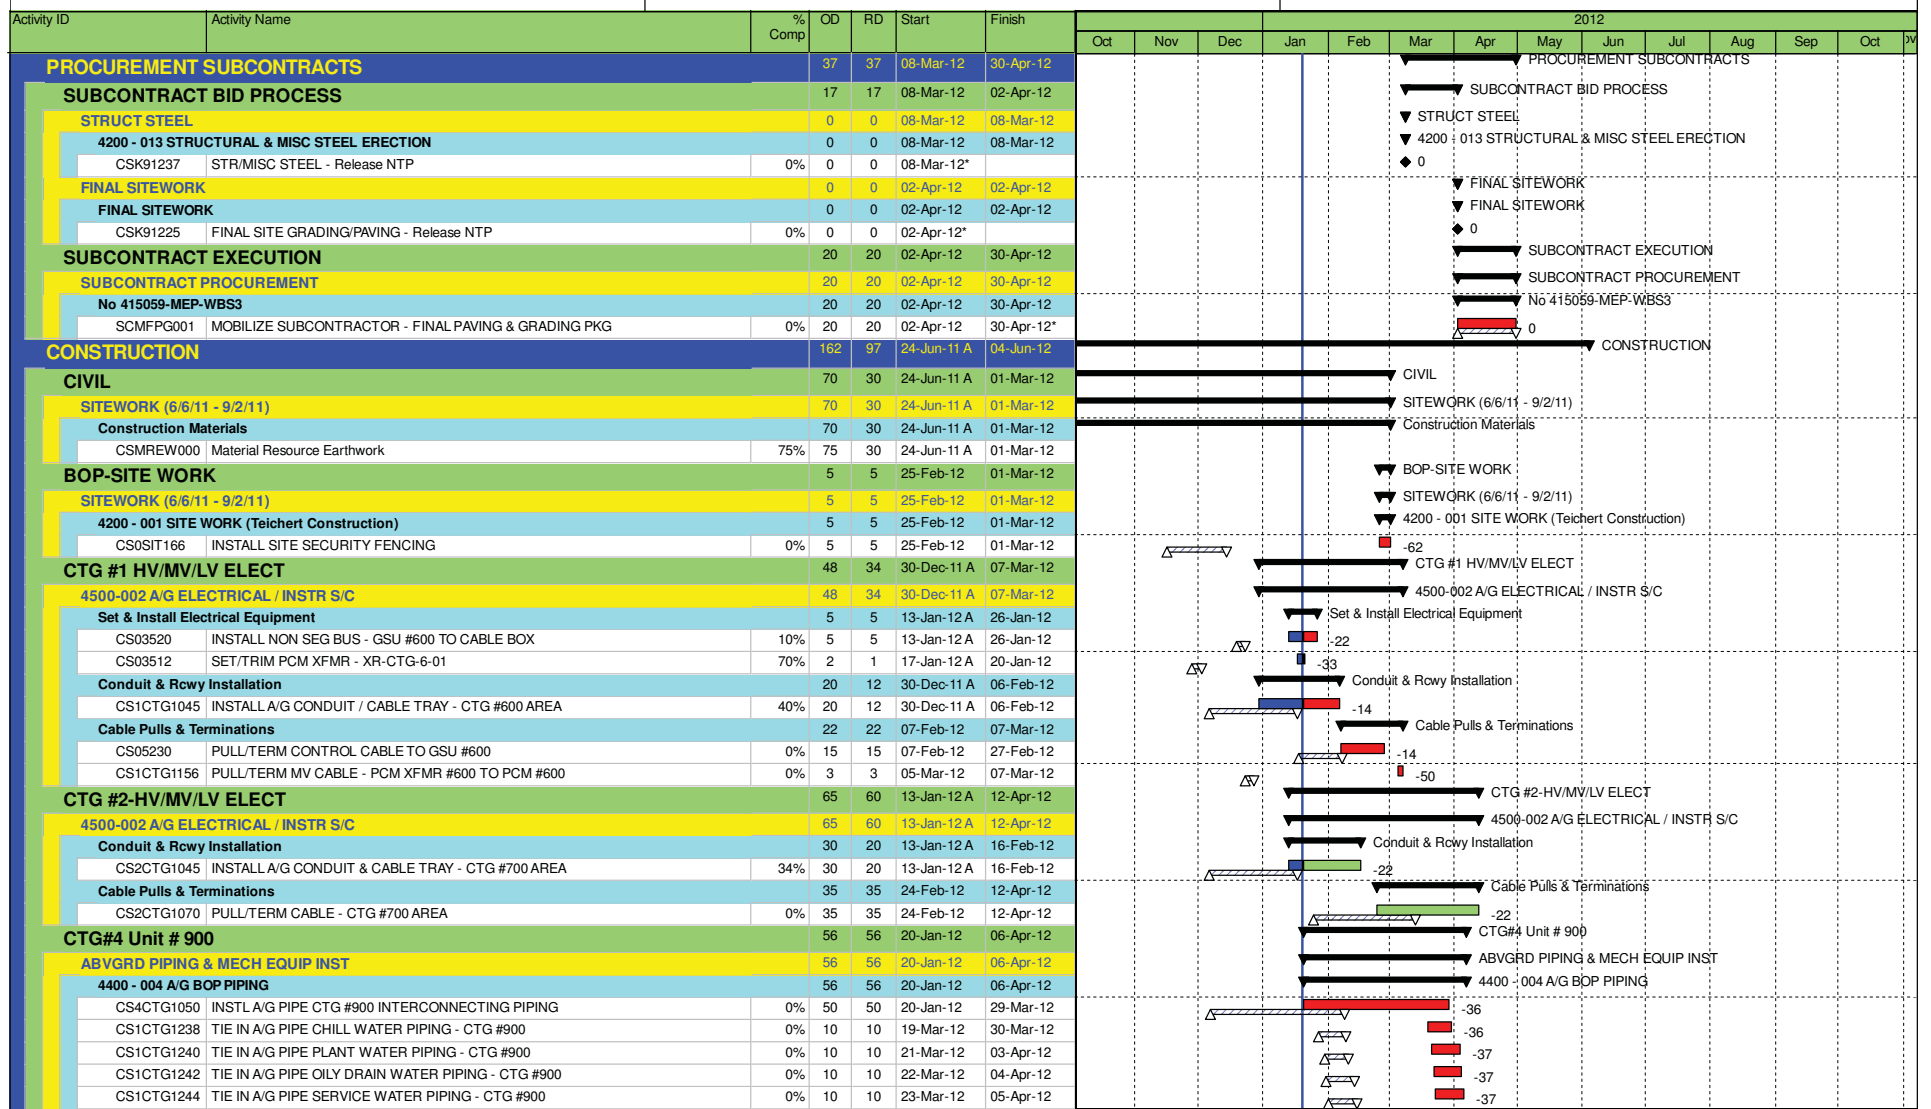 Activity ID Activity Name % Comp OD RD Start Finish 2012
Oct Nov Dec Jan Feb Mar Apr May Jun Jul Aug Sep Oct
PROCUREMENT SUBCONTRACTS 37 37 08-Mar-12 30-Apr-12 PROCUREMENT SUBCONTRACTS
SUBCONTRACT BID PROCESS 17 17 08-Mar-12 02-Apr-12 SUBCONTRACT BID PROCESS
STRUCT STEEL 0 0 08-Mar-12 08-Mar-12 STRUCT STEEL
4200 - 013 STRUCTURAL & MISC STEEL ERECTION 0 0 08-Mar-12 08-Mar-12 4200 - 013 STRUCTURAL & MISC STEEL ERECTION
CSK91237 STR/MISC STEEL - Release NTP 0% 0 0 08-Mar-12* 0
FINAL SITEWORK 0 0 02-Apr-12 02-Apr-12 FINAL SITEWORK
FINAL SITEWORK 0 0 02-Apr-12 02-Apr-12 FINAL SITEWORK
CSK91225 FINAL SITE GRADING/PAVING - Release NTP 0% 0 0 02-Apr-12* 0
SUBCONTRACT EXECUTION 20 20 02-Apr-12 30-Apr-12 SUBCONTRACT EXECUTION
SUBCONTRACT PROCUREMENT 20 20 02-Apr-12 30-Apr-12 SUBCONTRACT PROCUREMENT
No 415059-MEP-WBS3 20 20 02-Apr-12 30-Apr-12 No 415059-MEP-WBS3
SCMFPG001 MOBILIZE SUBCONTRACTOR - FINAL PAVING & GRADING PKG 0% 20 20 02-Apr-12 30-Apr-12* 0
CONSTRUCTION 162 97 24-Jun-11 A 04-Jun-12 CONSTRUCTION
CIVIL 70 30 24-Jun-11 A 01-Mar-12 CIVIL
SITEWORK (6/6/11 - 9/2/11) 70 30 24-Jun-11 A 01-Mar-12 SITEWORK (6/6/11 - 9/2/11)
Construction Materials 70 30 24-Jun-11 A 01-Mar-12 Construction Materials
CSMREW000 Material Resource Earthwork 75% 75 30 24-Jun-11 A 01-Mar-12
BOP-SITE WORK 5 5 25-Feb-12 01-Mar-12 BOP-SITE WORK
SITEWORK (6/6/11 - 9/2/11) 5 5 25-Feb-12 01-Mar-12 SITEWORK (6/6/11 - 9/2/11)
4200 - 001 SITE WORK (Teichert Construction) 5 5 25-Feb-12 01-Mar-12 4200 - 001 SITE WORK (Teichert Construction)
CS0SIT166 INSTALL SITE SECURITY FENCING 0% 5 5 25-Feb-12 01-Mar-12 -62
CTG #1 HV/MV/LV ELECT 48 34 30-Dec-11 A 07-Mar-12 CTG #1 HV/MV/LV ELECT
4500-002 A/G ELECTRICAL / INSTR S/C 48 34 30-Dec-11 A 07-Mar-12 4500-002 A/G ELECTRICAL / INSTR S/C
Set & Install Electrical Equipment 5 5 13-Jan-12 A 26-Jan-12 Set & Install Electrical Equipment
CS03520 INSTALL NON SEG BUS - GSU #600 TO CABLE BOX 10% 5 5 13-Jan-12 A 26-Jan-12 -22
CS03512 SET/TRIM PCM XFMR - XR-CTG-6-01 70% 2 1 17-Jan-12 A 20-Jan-12 -33
Conduit & Rcwy Installation 20 12 30-Dec-11 A 06-Feb-12 Conduit & Rcwy Installation
CS1CTG1045 INSTALL A/G CONDUIT / CABLE TRAY - CTG #600 AREA 40% 20 12 30-Dec-11 A 06-Feb-12 -14
Cable Pulls & Terminations 22 22 07-Feb-12 07-Mar-12 Cable Pulls & Terminations
CS05230 PULL/TERM CONTROL CABLE TO GSU #600 0% 15 15 07-Feb-12 27-Feb-12 -14
CS1CTG1156 PULL/TERM MV CABLE - PCM XFMR #600 TO PCM #600 0% 3 3 05-Mar-12 07-Mar-12 -50
CTG #2-HV/MV/LV ELECT 65 60 13-Jan-12 A 12-Apr-12 CTG #2-HV/MV/LV ELECT
4500-002 A/G ELECTRICAL / INSTR S/C 65 60 13-Jan-12 A 12-Apr-12 4500-002 A/G ELECTRICAL / INSTR S/C
Conduit & Rcwy Installation 30 20 13-Jan-12 A 16-Feb-12 Conduit & Rcwy Installation
CS2CTG1045 INSTALL A/G CONDUIT & CABLE TRAY - CTG #700 AREA 34% 30 20 13-Jan-12 A 16-Feb-12 -22
Cable Pulls & Terminations 35 35 24-Feb-12 12-Apr-12 Cable Pulls & Terminations
CS2CTG1070 PULL/TERM CABLE - CTG #700 AREA 0% 35 35 24-Feb-12 12-Apr-12 -22
CTG#4 Unit # 900 56 56 20-Jan-12 06-Apr-12 CTG#4 Unit # 900
ABVGRD PIPING & MECH EQUIP INST 56 56 20-Jan-12 06-Apr-12 ABVGRD PIPING & MECH EQUIP INST
4400 - 004 A/G BOP PIPING 56 56 20-Jan-12 06-Apr-12 4400 - 004 A/G BOP PIPING
CS4CTG1050 INSTL A/G PIPE CTG #900 INTERCONNECTING PIPING 0% 50 50 20-Jan-12 29-Mar-12 -36
CS1CTG1238 TIE IN A/G PIPE CHILL WATER PIPING - CTG #900 0% 10 10 19-Mar-12 30-Mar-12 -36
CS1CTG1240 TIE IN A/G PIPE PLANT WATER PIPING - CTG #900 0% 10 10 21-Mar-12 03-Apr-12 -37
CS1CTG1242 TIE IN A/G PIPE OILY DRAIN WATER PIPING - CTG #900 0% 10 10 22-Mar-12 04-Apr-12 -37
CS1CTG1244 TIE IN A/G PIPE SERVICE WATER PIPING - CTG #900 0% 10 10 23-Mar-12 05-Apr-12 -37